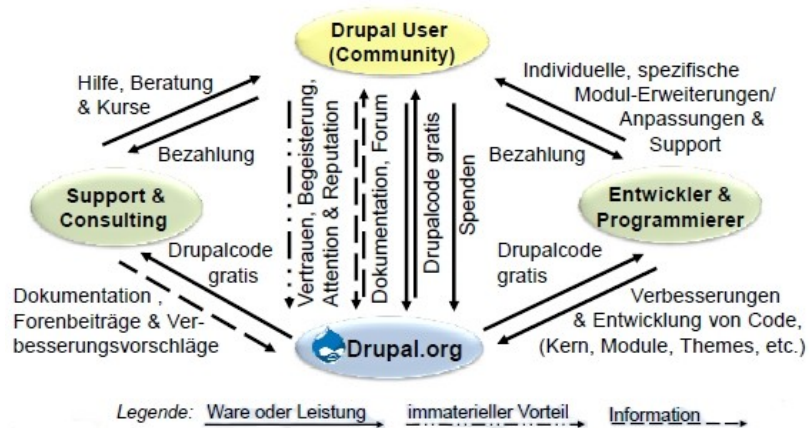 Drupal User
(Community)
Hilfe, Beratung
& Kurse
Bezahlung
Individuelle, spezifische
Modul-Erweiterungen/
Anpassungen &
Support
Bezahlung
Vertrauen, Begeisterung,
Attention & Reputation
Dokumentation, Forum
Drupalcode gratis
Spenden
Support &
Consulting
Entwickler &
Programmierer
Drupalcode
gratis
Dokumentation ,
Forenbeiträge & Ver-
besserungsvorschläge
Drupalcode
gratis
Verbesserungen
& Entwicklung von Code,
(Kern, Module, Themes, etc.)
Drupal.org
Legende: Ware oder Leistung immaterieller Vorteil Information